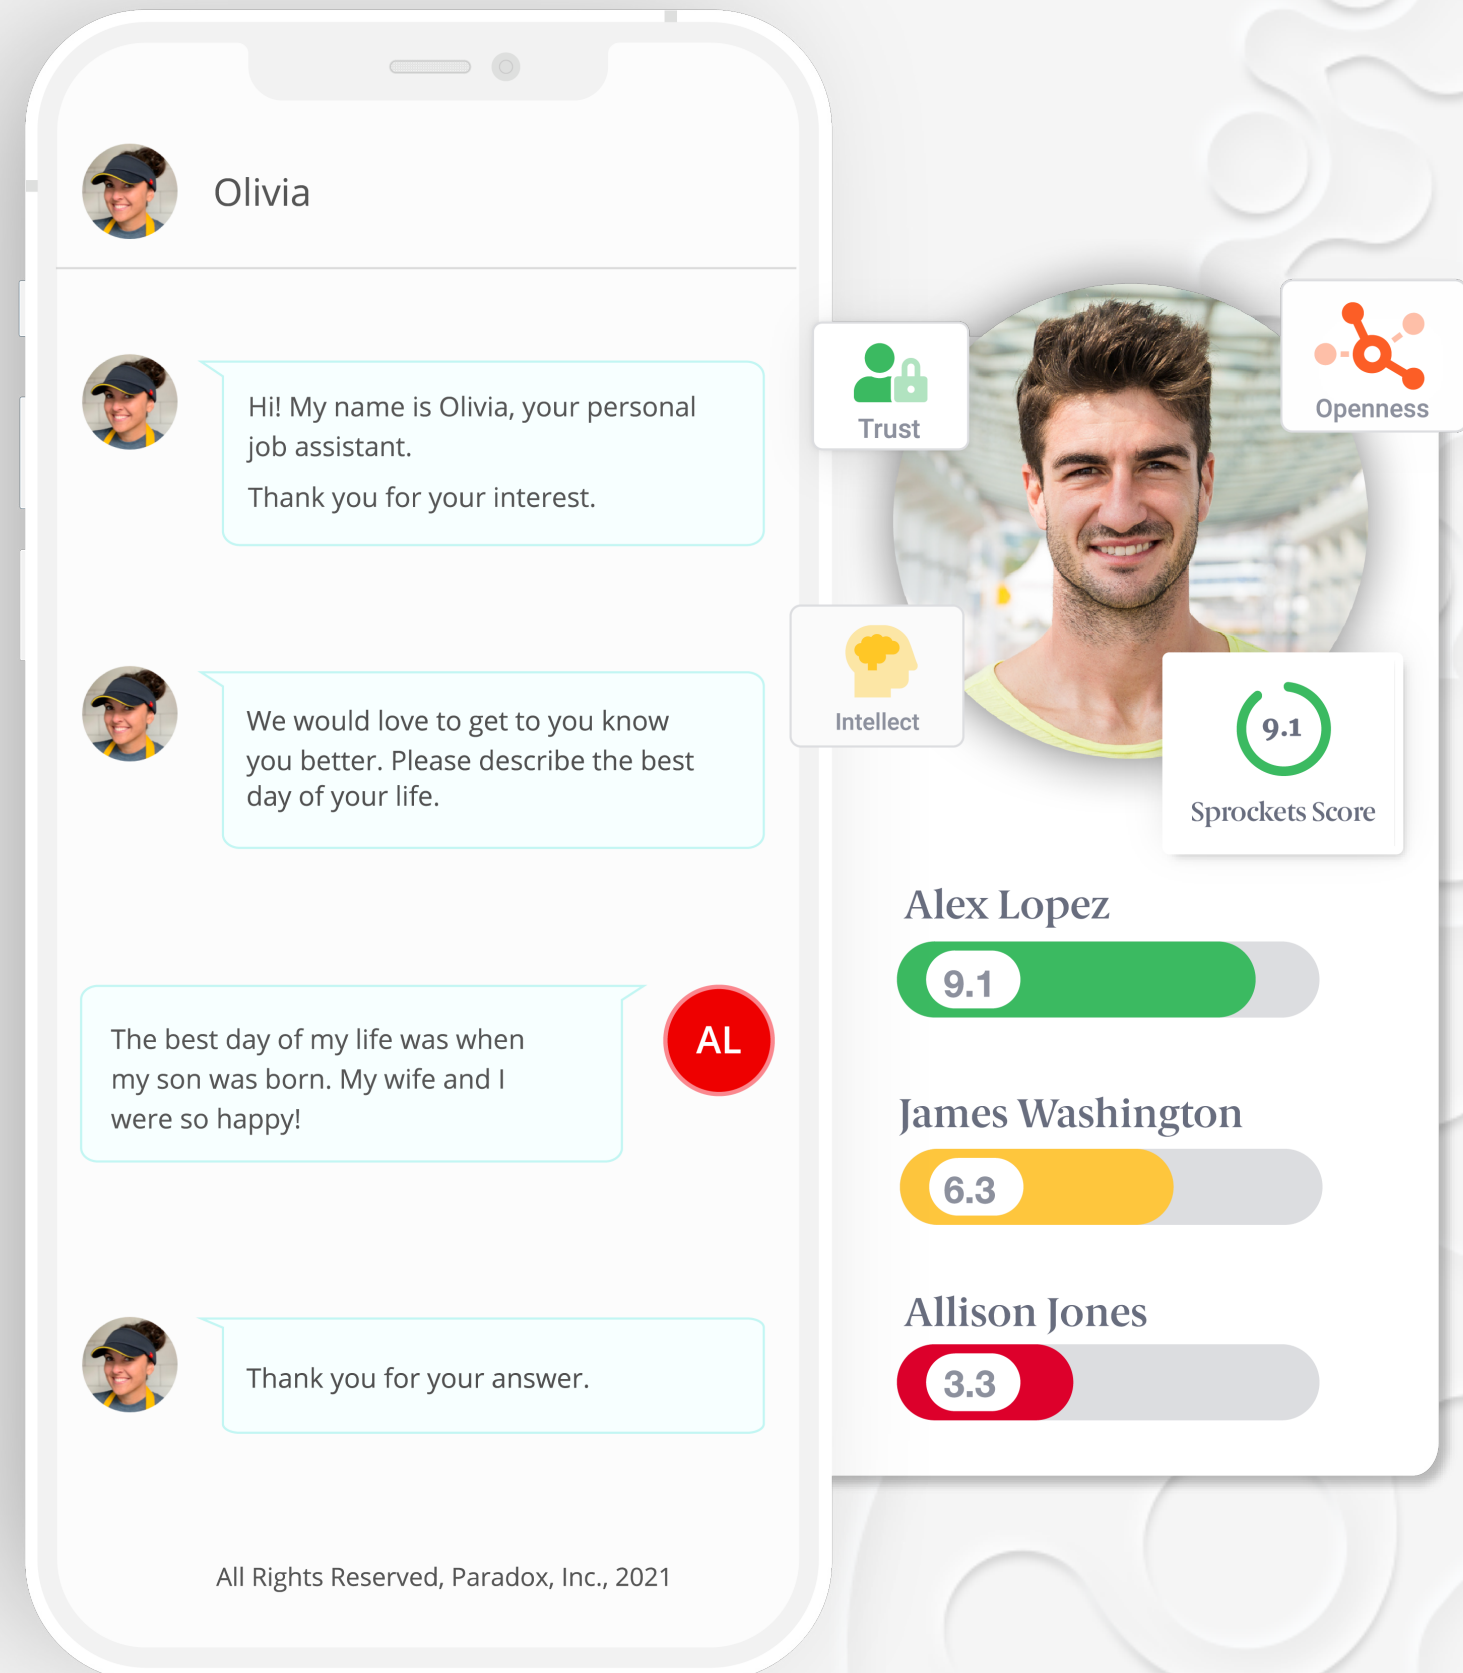 Olivia
Hi! My name is Olivia, your personal
job assistant.
Thank you for your interest.
We would love to get to you know
you better. Please describe the best
day of your life.
The best day of my life was when
my son was born. My wife and I
were so happy!
AL
Thank you for your answer.
All Rights Reserved, Paradox, Inc., 2021
Trust
Openness
Intellect
9.1
Sprockets Score
Alex Lopez
9.1
James Washington
6.3
Allison Jones
3.3